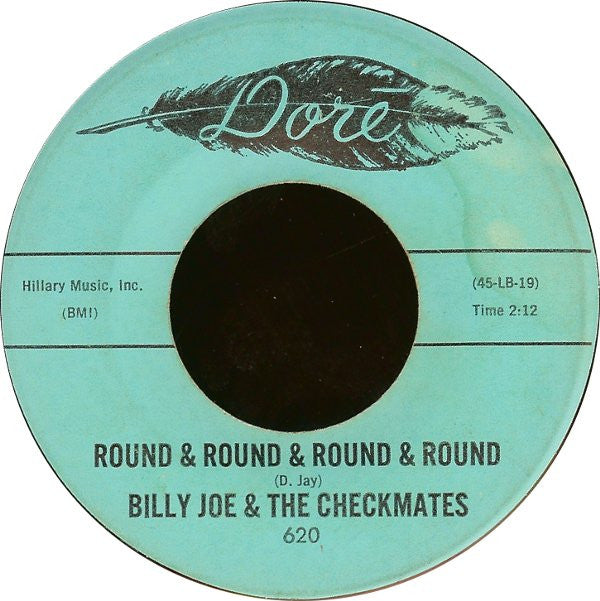 Doré
Hillary Music, Inc.
(BMI)
(45-LB-19)
Time 2:12
ROUND & ROUND & ROUND & ROUND
(D. Jay)
BILLY JOE & THE CHECKMATES
620